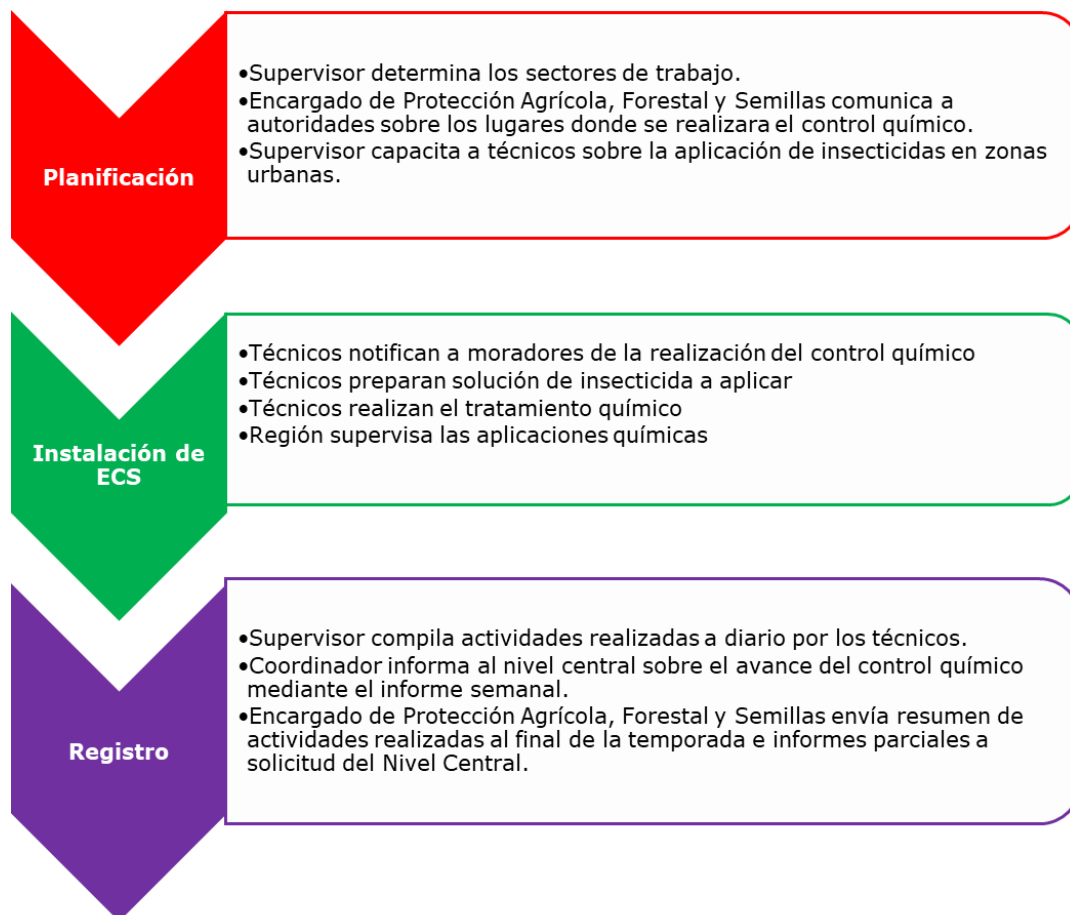 Planificación
•Supervisor determina los sectores de trabajo.
•Encargado de Protección Agrícola, Forestal y Semillas comunica a
autoridades sobre los lugares donde se realizara el control químico.
•Supervisor capacita a técnicos sobre la aplicación de insecticidas en zonas
urbanas.
Instalación de
ECS
•Técnicos notifican a moradores de la realización del control químico
•Técnicos preparan solución de insecticida a aplicar
•Técnicos realizan el tratamiento químico
•Región supervisa las aplicaciones químicas
Registro
•Supervisor compila actividades realizadas a diario por los técnicos.
•Coordinador informa al nivel central sobre el avance del control químico
mediante el informe semanal.
•Encargado de Protección Agrícola, Forestal y Semillas envía resumen de
actividades realizadas al final de la temporada e informes parciales a
solicitud del Nivel Central.